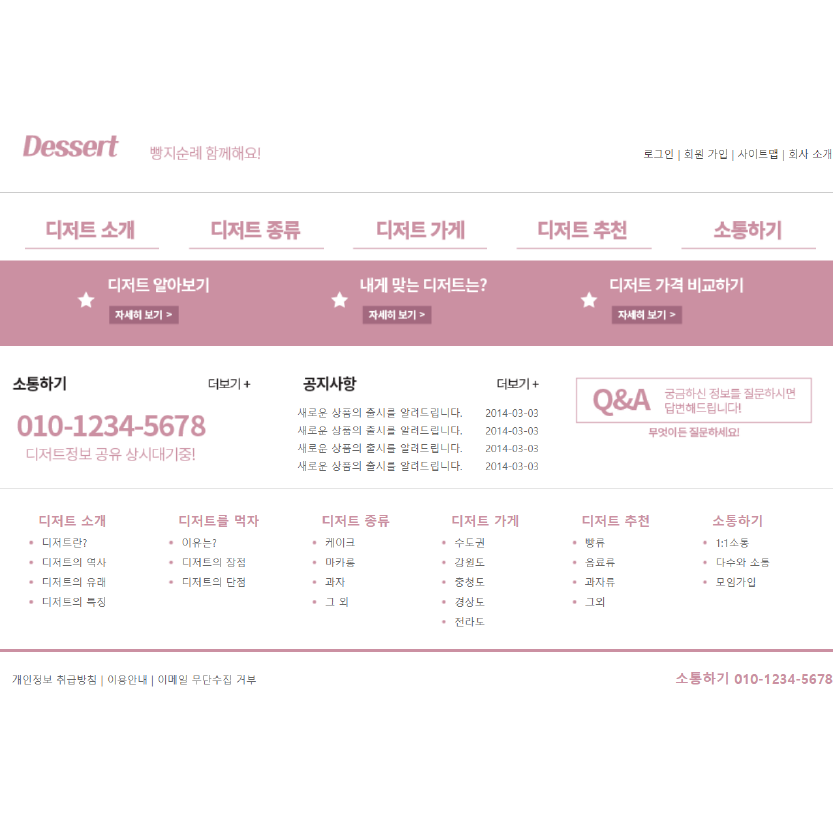 Dessert 빵지순례 함께해요!
로그인 | 회원 가입 | 사이트맵 | 회사 소개
디저트 소개 디저트 종류 디저트 가게 디저트 추천 소통하기
디저트 알아보기 내게 맞는 디저트는? 디저트 가격 비교하기
자세히 보기 > 자세히 보기 > 자세히 보기 >
소통하기 더보기 +
010-1234-5678
디저트정보 공유 상시대기중!
공지사항 더보기 +
새로운 상품의 출시를 알려드립니다. 2014-03-03
새로운 상품의 출시를 알려드립니다. 2014-03-03
새로운 상품의 출시를 알려드립니다. 2014-03-03
새로운 상품의 출시를 알려드립니다. 2014-03-03
Q&A 궁금하신 정보를 질문하시면
답변해드립니다!
무엇이든 질문하세요!
디저트 소개
디저트란?
디저트의 역사
디저트의 유래
디저트의 특징
디저트를 먹자
이유는?
디저트의 장점
디저트의 단점
디저트 종류
케이크
마카롱
과자
그 외
디저트 가게
수도권
강원도
충청도
경상도
전라도
디저트 추천
빵류
음료류
과자류
그외
소통하기
1:1소통
다수와 소통
모임가입
개인정보 취급방침 | 이용안내 | 이메일 무단수집 거부
소통하기 010-1234-5678